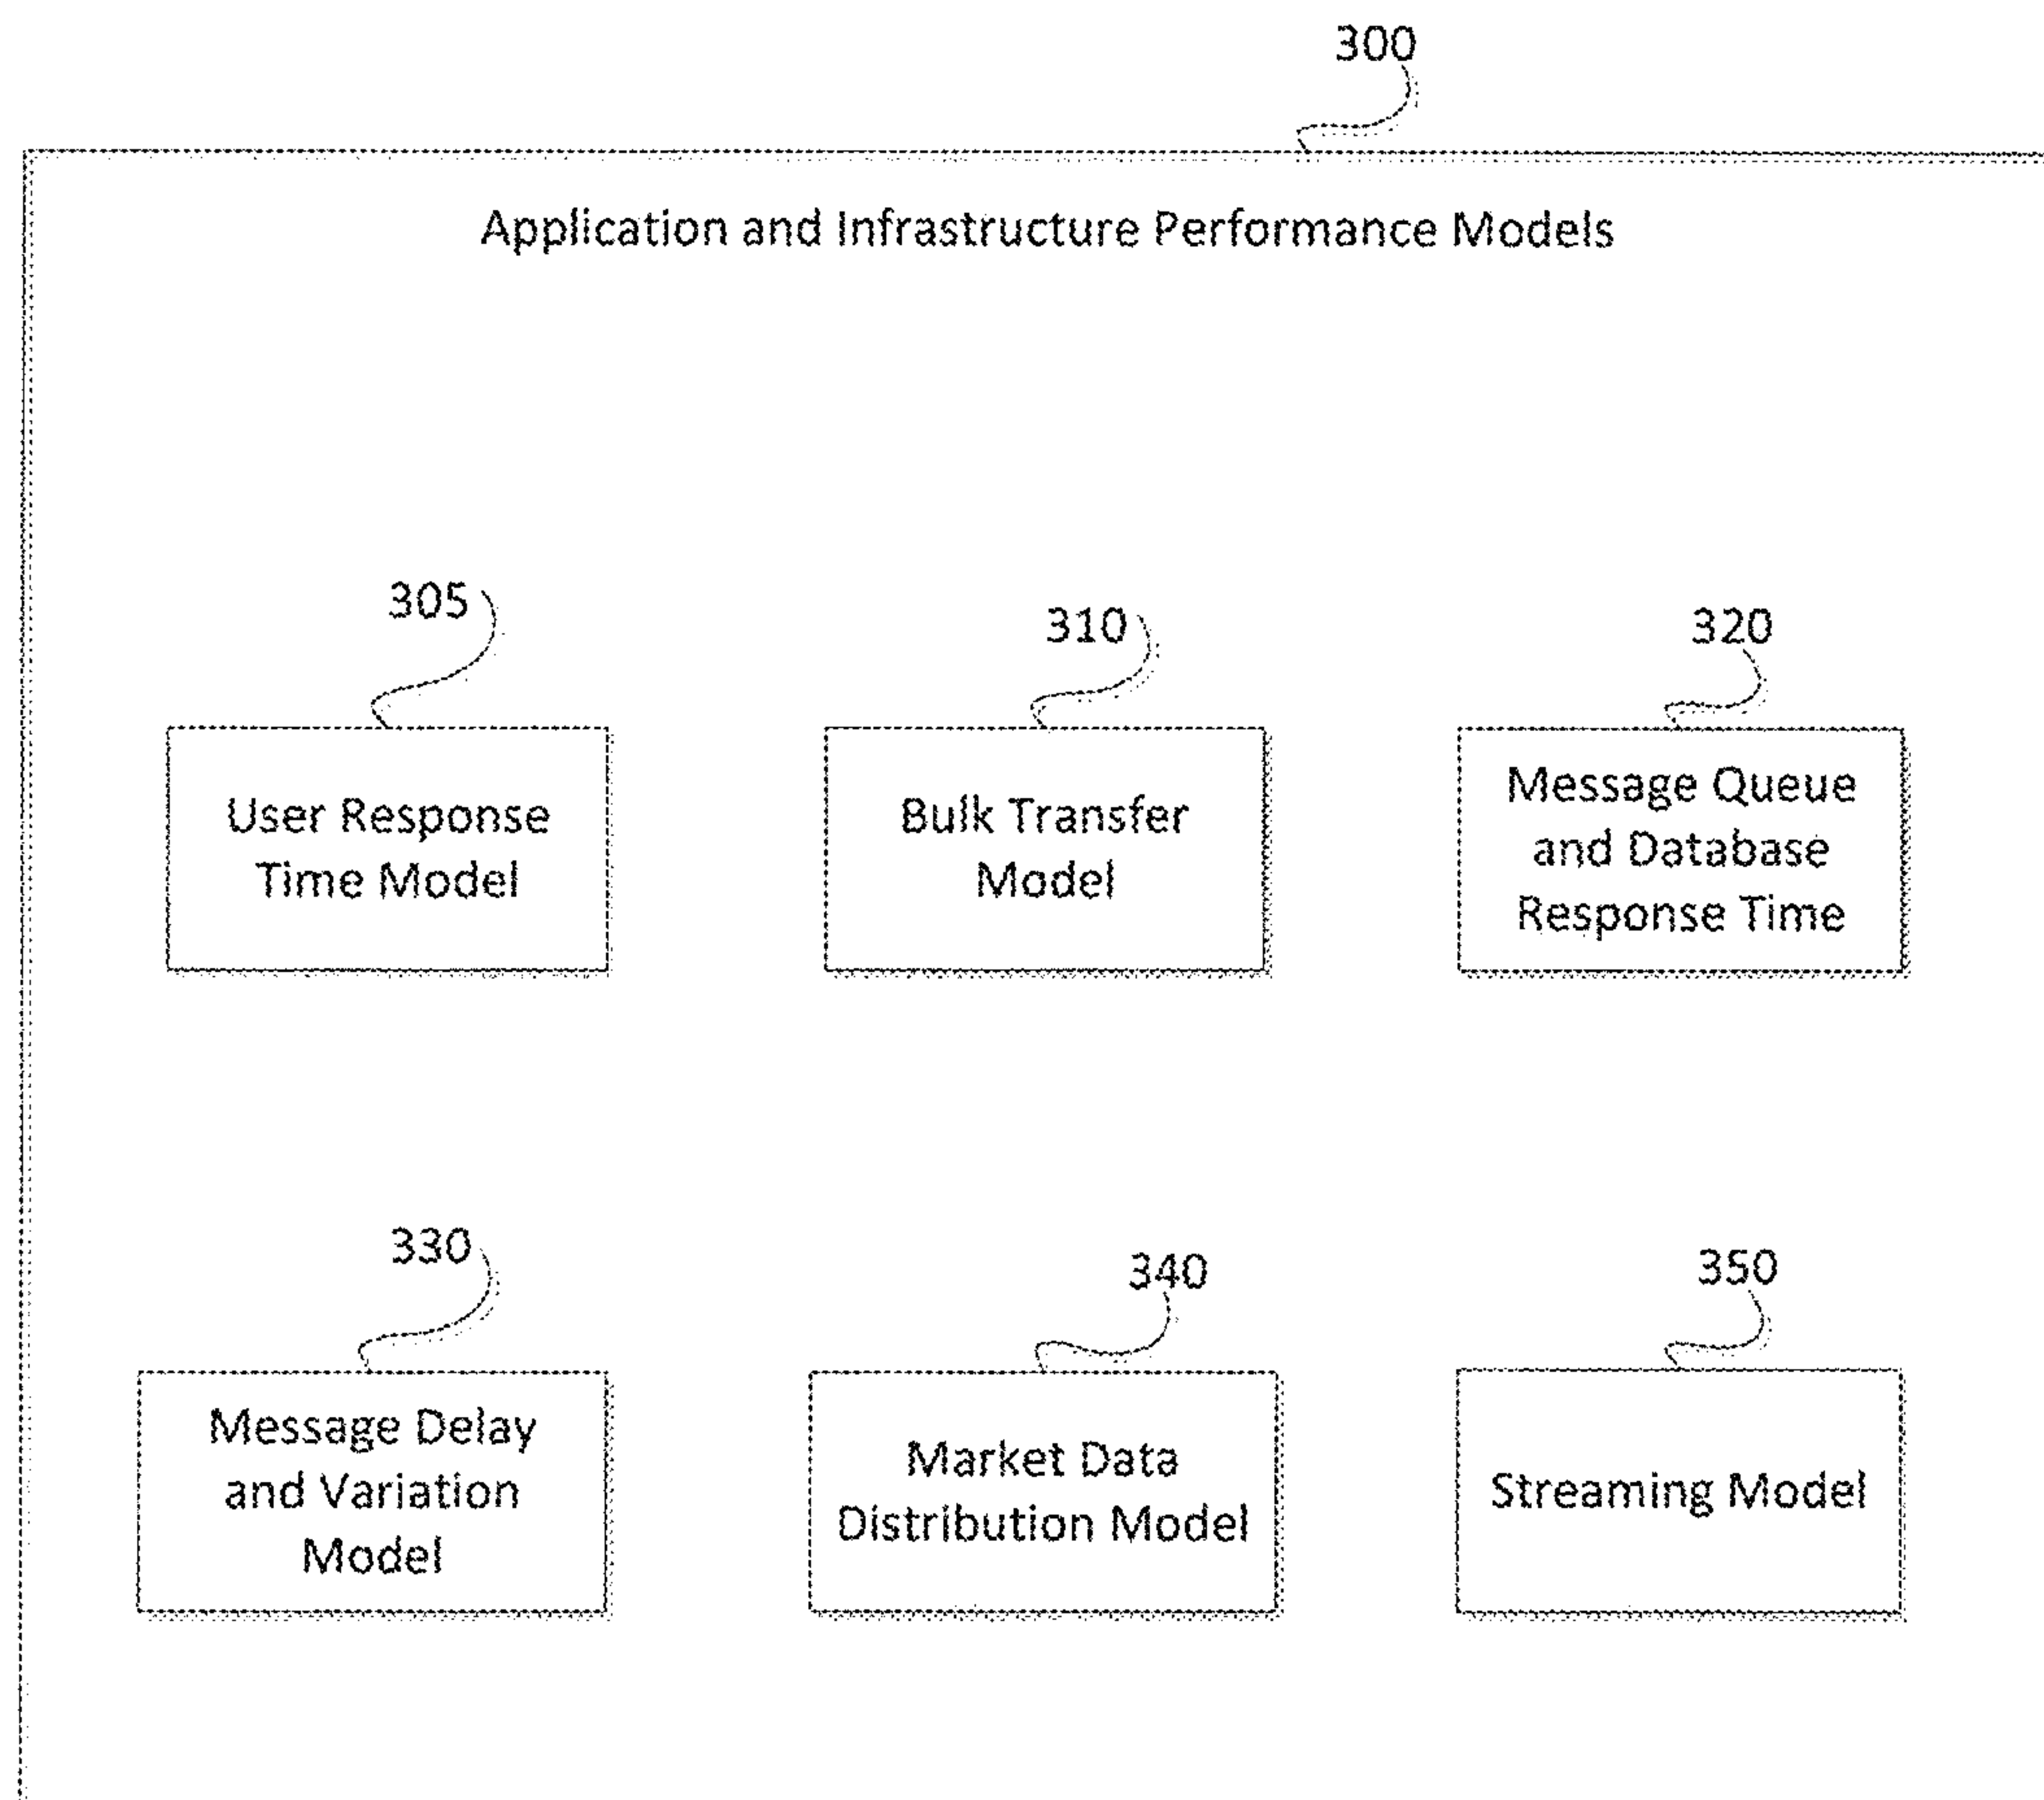 300
Application and Infrastructure Performance Models
305
310
320
User Response
Time Model
Bulk Transfer
Model
Message Queue
and Database
Response Time
330
340
350
Message Delay
and Variation
Model
Market Data
Distribution Model
Streaming Model